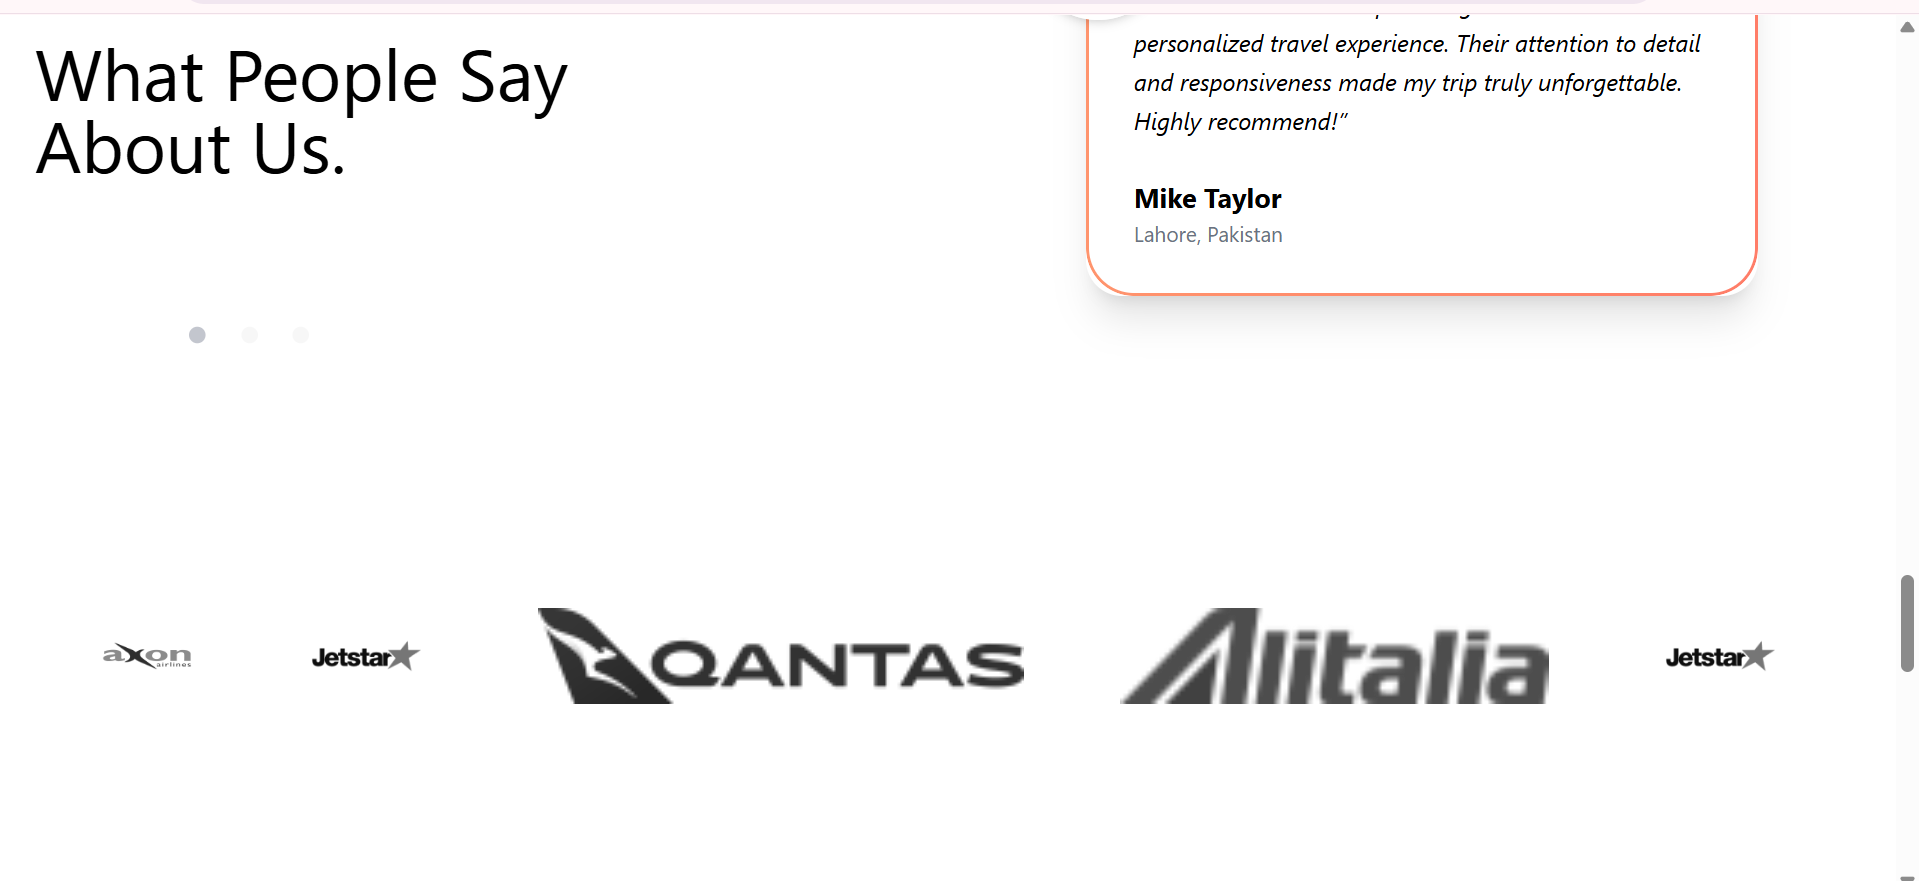 What People Say
About Us.
personalized travel experience. Their attention to detail
and responsiveness made my trip truly unforgettable.
Highly recommend!”
Mike Taylor
Lahore, Pakistan
axon
airlines
Jetstar
QANTAS
Alitalia
Jetstar